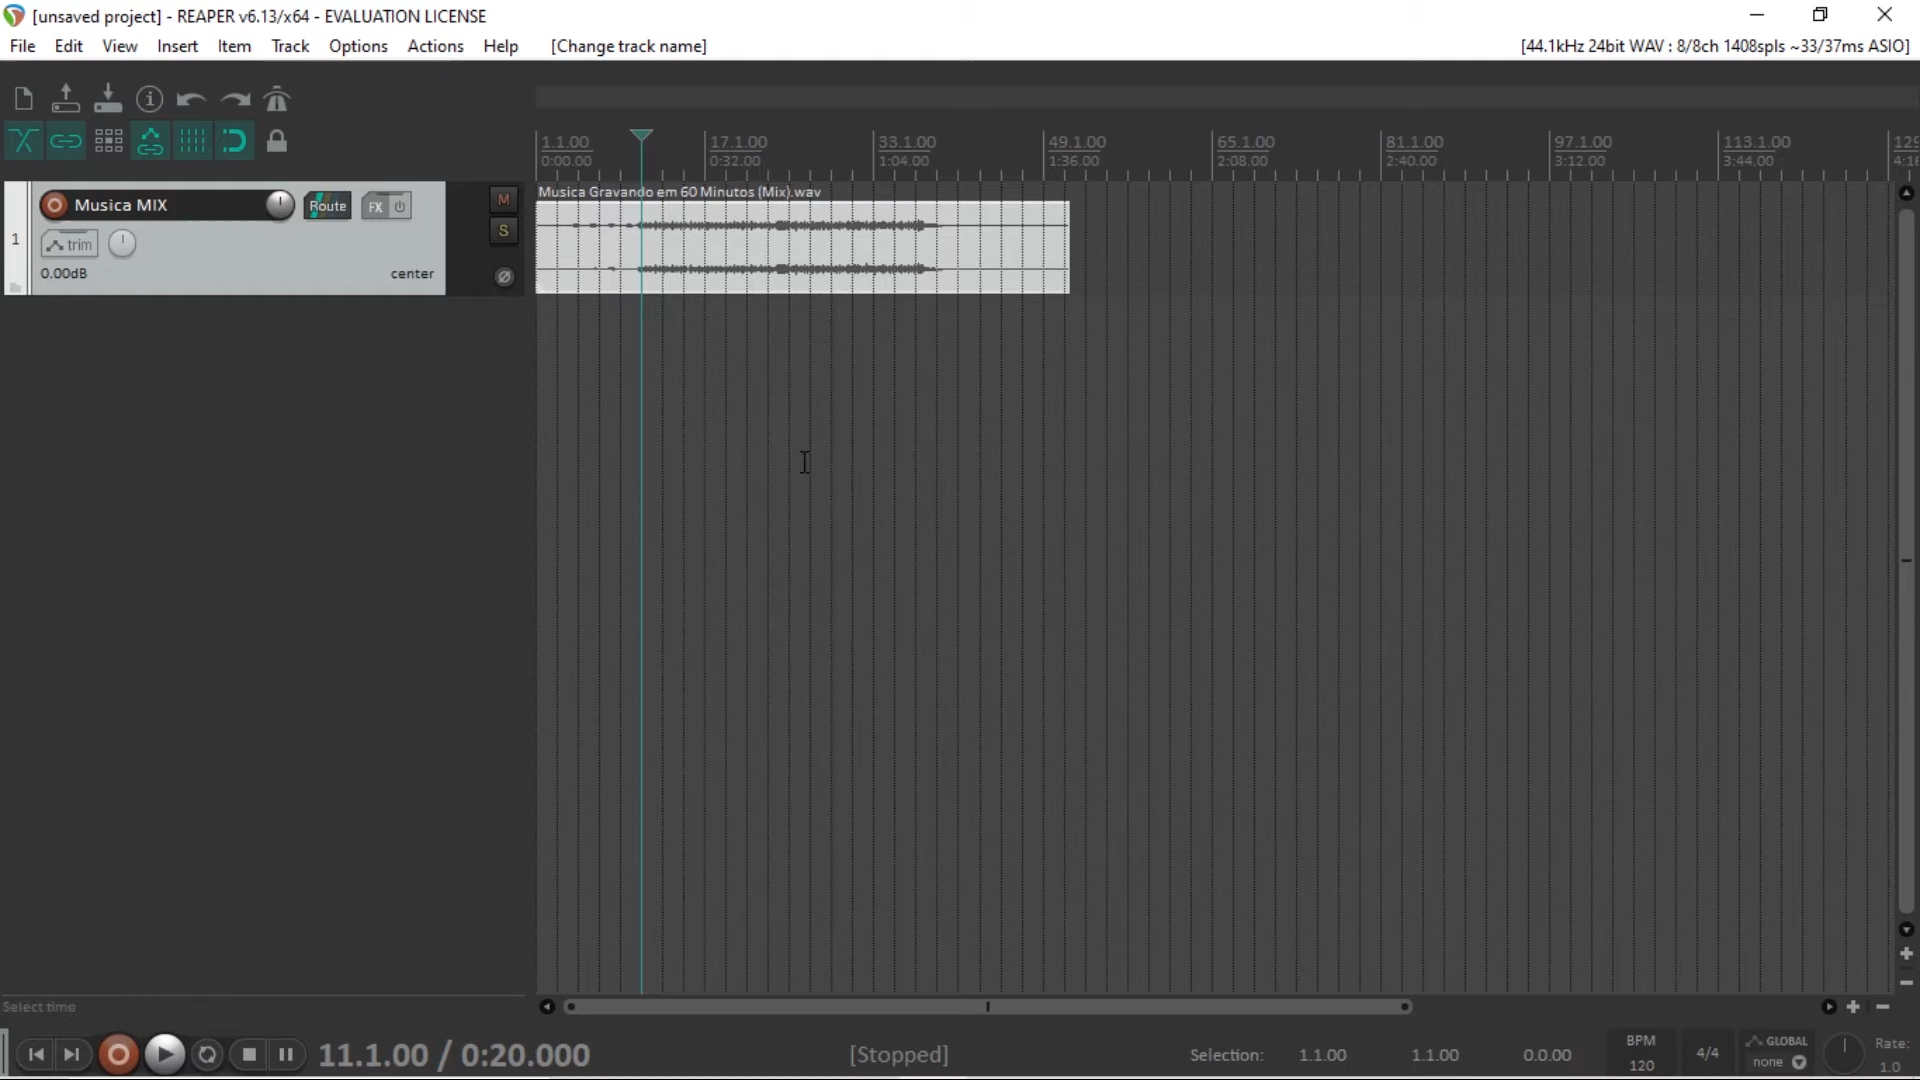 [unsaved project] - REAPER v6.13/x64 - EVALUATION LICENSE
File Edit View Insert Item Track Options Actions Help [Change track name] [44.1kHz 24bit WAV : 8/8ch 1408spls ~33/37ms ASIO]
1.1.00 17.1.00 33.1.00 49.1.00 65.1.00 81.1.00 97.1.00 113.1.00 129
0:00.00 0:32.00 1:04.00 1:36.00 2:08.00 2:40.00 3:12.00 3:44.00 4:16
Musica Gravando em 60 Minutos (Mix).wav
Musica MIX Route FX M
S
1
trim
0.00dB center
Select time
11.1.00 / 0:20.000 [Stopped] Selection: 1.1.00 1.1.00 0.0.00
BPM
120
4/4
GLOBAL
none
Rate:
1.0